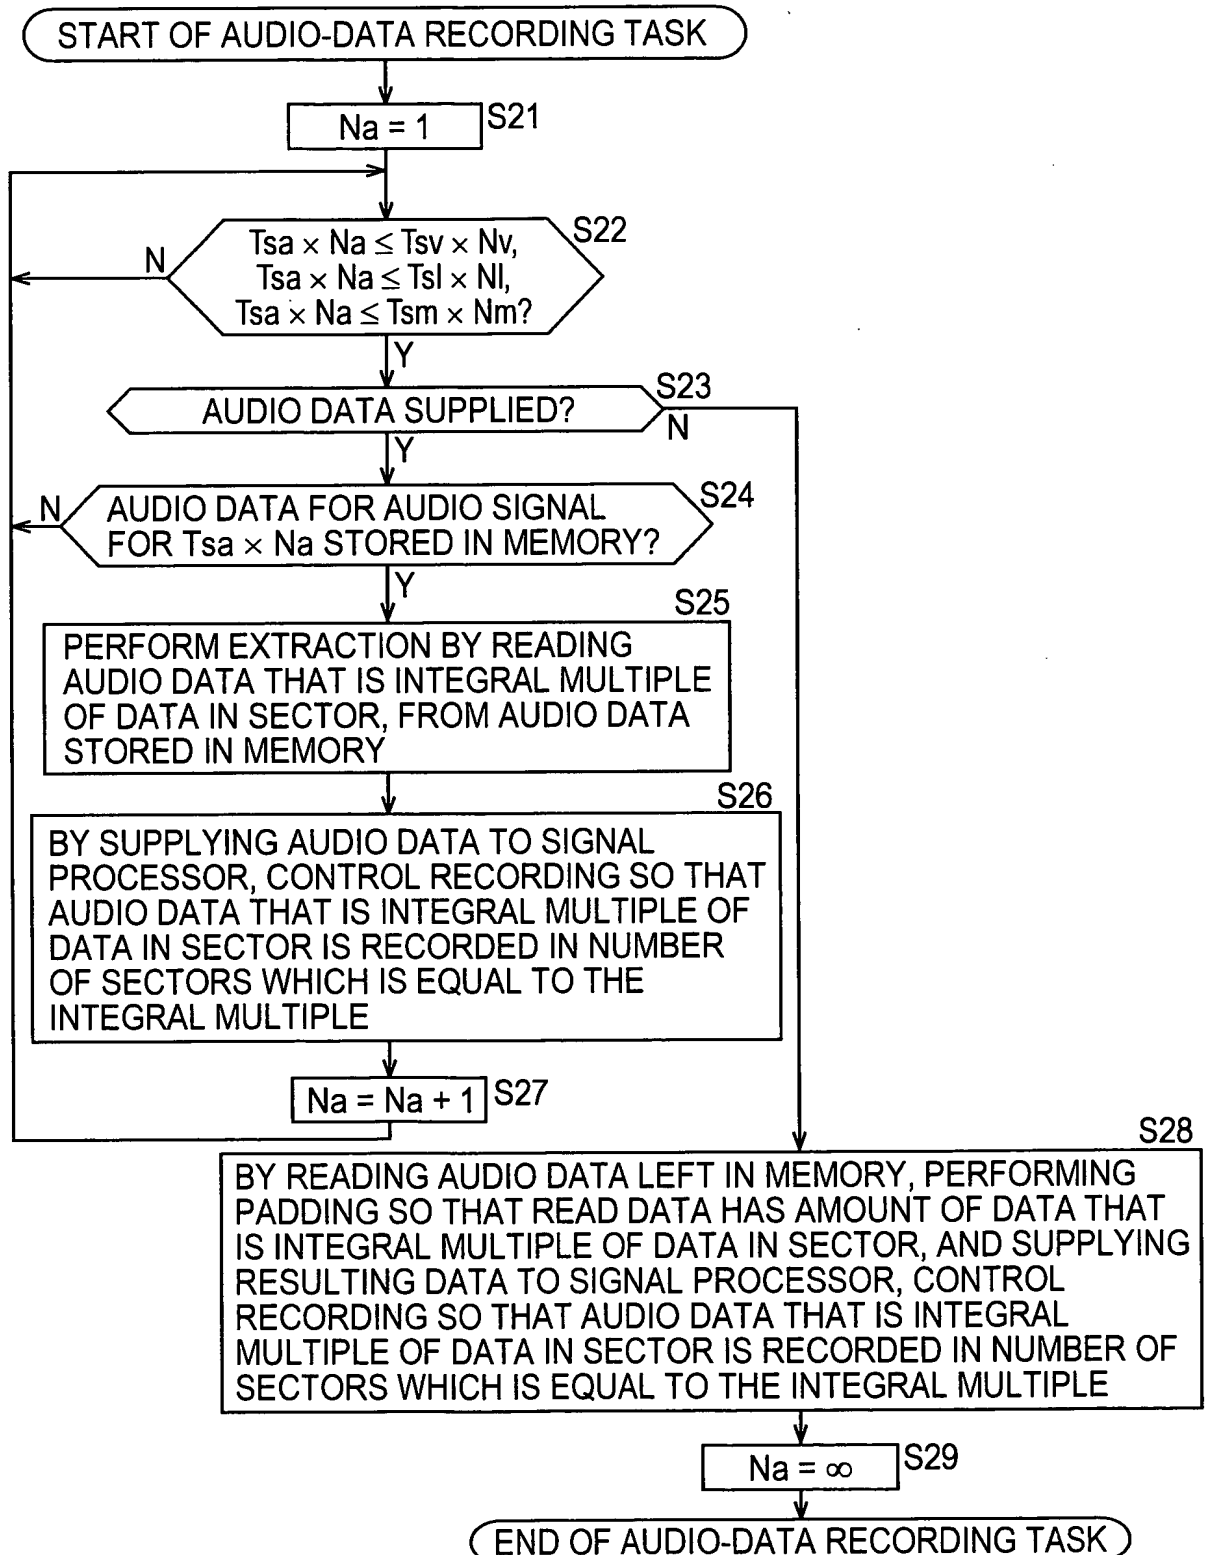 START OF AUDIO-DATA RECORDING TASK
Na = 1
S21
Tsa × Na ≤ Tsv × Nv,
Tsa × Na ≤ Tsl × Nl,
Tsa × Na ≤ Tsm × Nm?
S22
N
Y
AUDIO DATA SUPPLIED?
S23
N
Y
AUDIO DATA FOR AUDIO SIGNAL
FOR Tsa × Na STORED IN MEMORY?
S24
N
Y
S25
PERFORM EXTRACTION BY READING
AUDIO DATA THAT IS INTEGRAL MULTIPLE
OF DATA IN SECTOR, FROM AUDIO DATA
STORED IN MEMORY
S26
BY SUPPLYING AUDIO DATA TO SIGNAL
PROCESSOR, CONTROL RECORDING SO THAT
AUDIO DATA THAT IS INTEGRAL MULTIPLE OF
DATA IN SECTOR IS RECORDED IN NUMBER
OF SECTORS WHICH IS EQUAL TO THE
INTEGRAL MULTIPLE
Na = Na + 1
S27
S28
BY READING AUDIO DATA LEFT IN MEMORY, PERFORMING
PADDING SO THAT READ DATA HAS AMOUNT OF DATA THAT
IS INTEGRAL MULTIPLE OF DATA IN SECTOR, AND SUPPLYING
RESULTING DATA TO SIGNAL PROCESSOR, CONTROL
RECORDING SO THAT AUDIO DATA THAT IS INTEGRAL
MULTIPLE OF DATA IN SECTOR IS RECORDED IN NUMBER OF
SECTORS WHICH IS EQUAL TO THE INTEGRAL MULTIPLE
Na = ∞
S29
END OF AUDIO-DATA RECORDING TASK